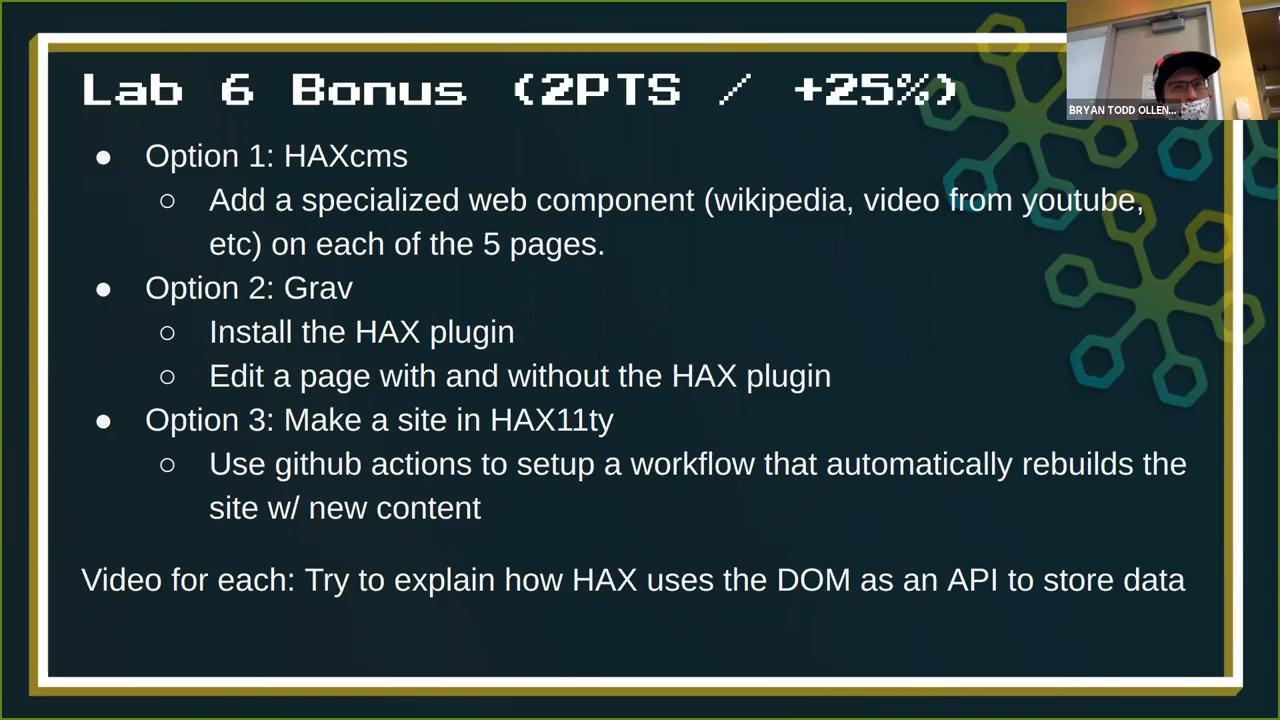 Lab 6 Bonus (2PTS / +25%)
BRYAN TODD OLLEN...
● Option 1: HAXcms
○ Add a specialized web component (wikipedia, video from youtube,
etc) on each of the 5 pages.
● Option 2: Grav
○ Install the HAX plugin
○ Edit a page with and without the HAX plugin
● Option 3: Make a site in HAX11ty
○ Use github actions to setup a workflow that automatically rebuilds the
site w/ new content
Video for each: Try to explain how HAX uses the DOM as an API to store data